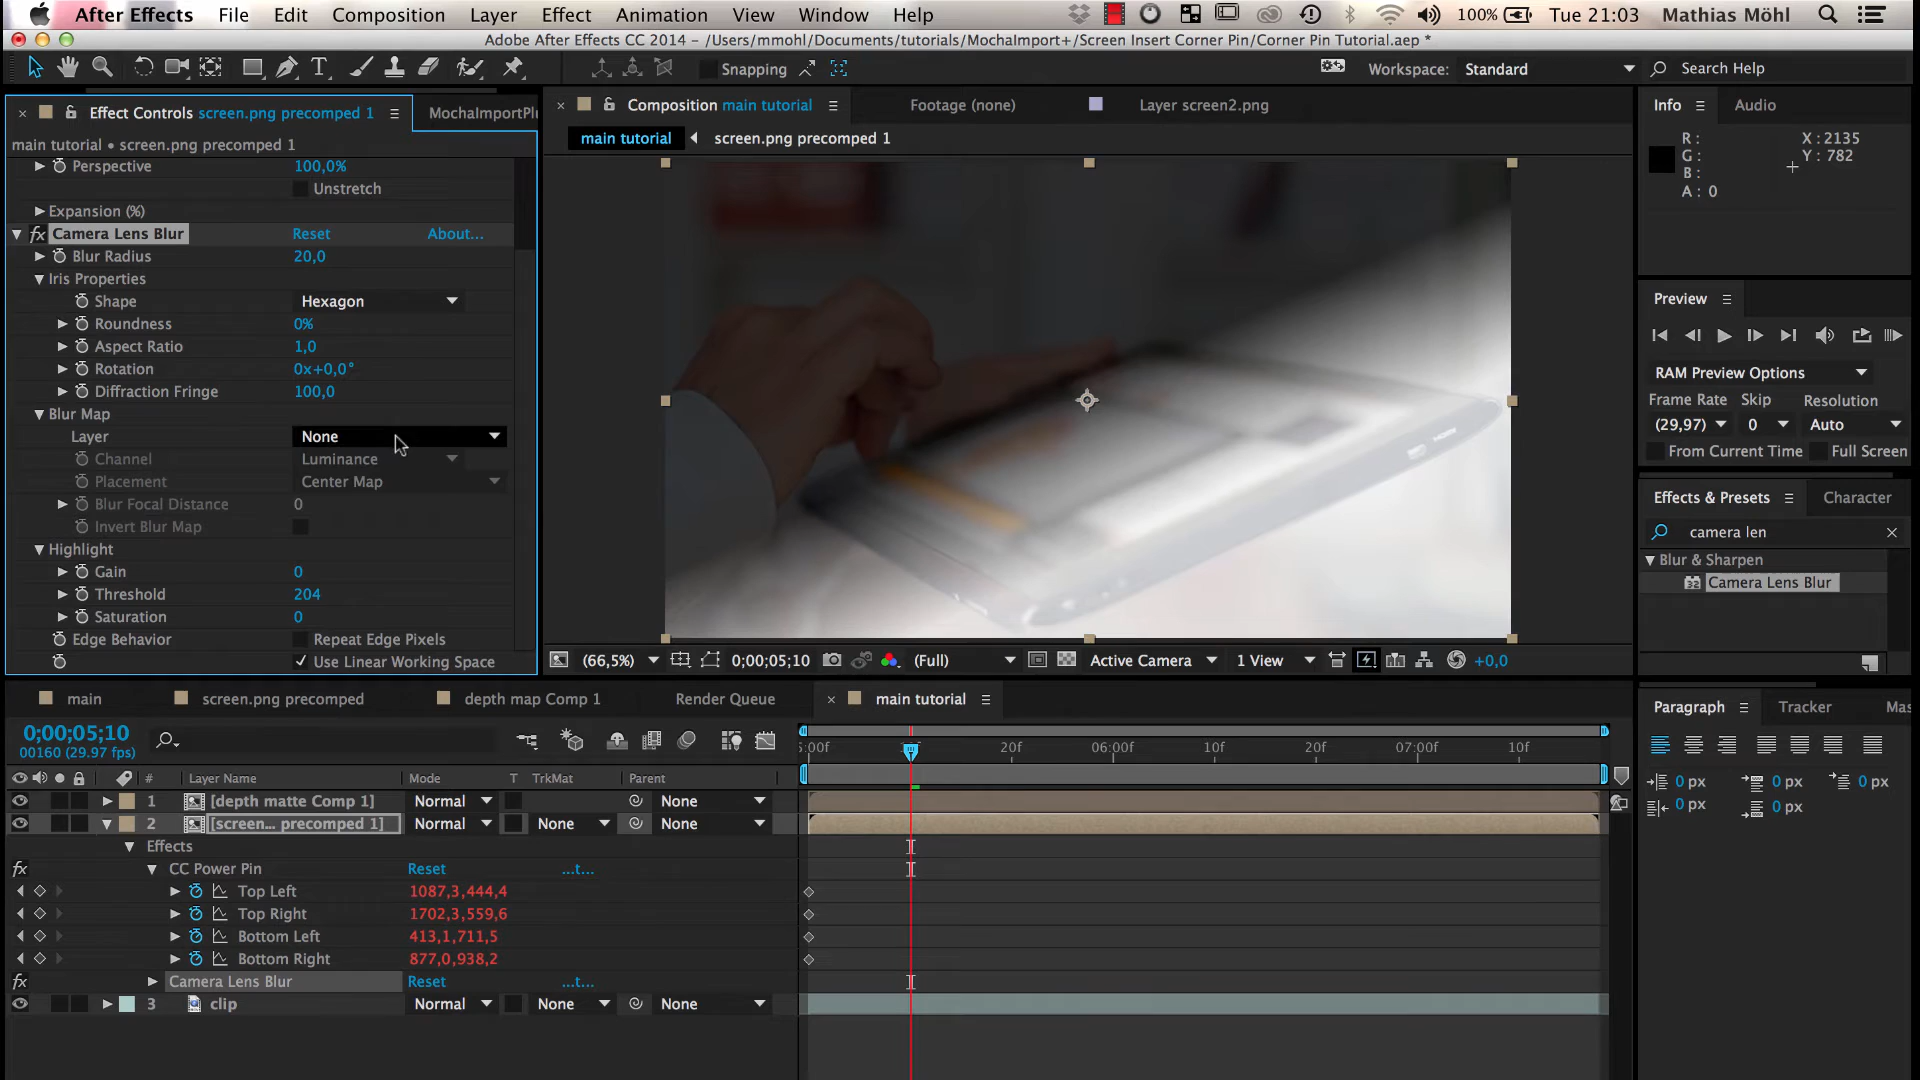 After Effects File Edit Composition Layer Effect Animation View Window Help 100% Tue 21:03 Mathias Möhl
Adobe After Effects CC 2014 – /Users/mmohl/Documents/tutorials/MochaImport+/Screen Insert Corner Pin/Corner Pin Tutorial.aep *
Snapping Workspace: Standard Search Help
Effect Controls screen.png precomped 1 MochaImportPlu
Composition main tutorial Footage (none) Layer screen2.png
main tutorial screen.png precomped 1
main tutorial • screen.png precomped 1
Perspective 100,0%
Unstretch
Expansion (%)
fx Camera Lens Blur Reset About...
Blur Radius 20,0
Iris Properties
Shape Hexagon
Roundness 0%
Aspect Ratio 1,0
Rotation 0x+0,0°
Diffraction Fringe 100,0
Blur Map
Layer None
Channel Luminance
Placement Center Map
Blur Focal Distance 0
Invert Blur Map
Highlight
Gain 0
Threshold 204
Saturation 0
Edge Behavior Repeat Edge Pixels
Use Linear Working Space
(66,5%) 0;00;05;10 (Full) Active Camera 1 View +0,0
Info Audio
R : X : 2135
G : Y : 782
B :
A : 0
Preview
RAM Preview Options
Frame Rate Skip Resolution
(29,97) 0 Auto
From Current Time Full Screen
Effects & Presets Character
camera len
Blur & Sharpen
32 Camera Lens Blur
main screen.png precomped depth map Comp 1 Render Queue main tutorial
0;00;05;10
00160 (29.97 fps)
5:00f 20f 06:00f 10f 20f 07:00f 10f
# Layer Name Mode T TrkMat Parent
1 [depth matte Comp 1] Normal None
2 [screen... precomped 1] Normal None None
Effects
fx CC Power Pin Reset ...t...
Top Left 1087,3,444,4
Top Right 1702,3,559,6
Bottom Left 413,1,711,5
Bottom Right 877,0,938,2
fx Camera Lens Blur Reset ...t...
3 clip Normal None None
Paragraph Tracker Mas
0 px 0 px 0 px
0 px 0 px